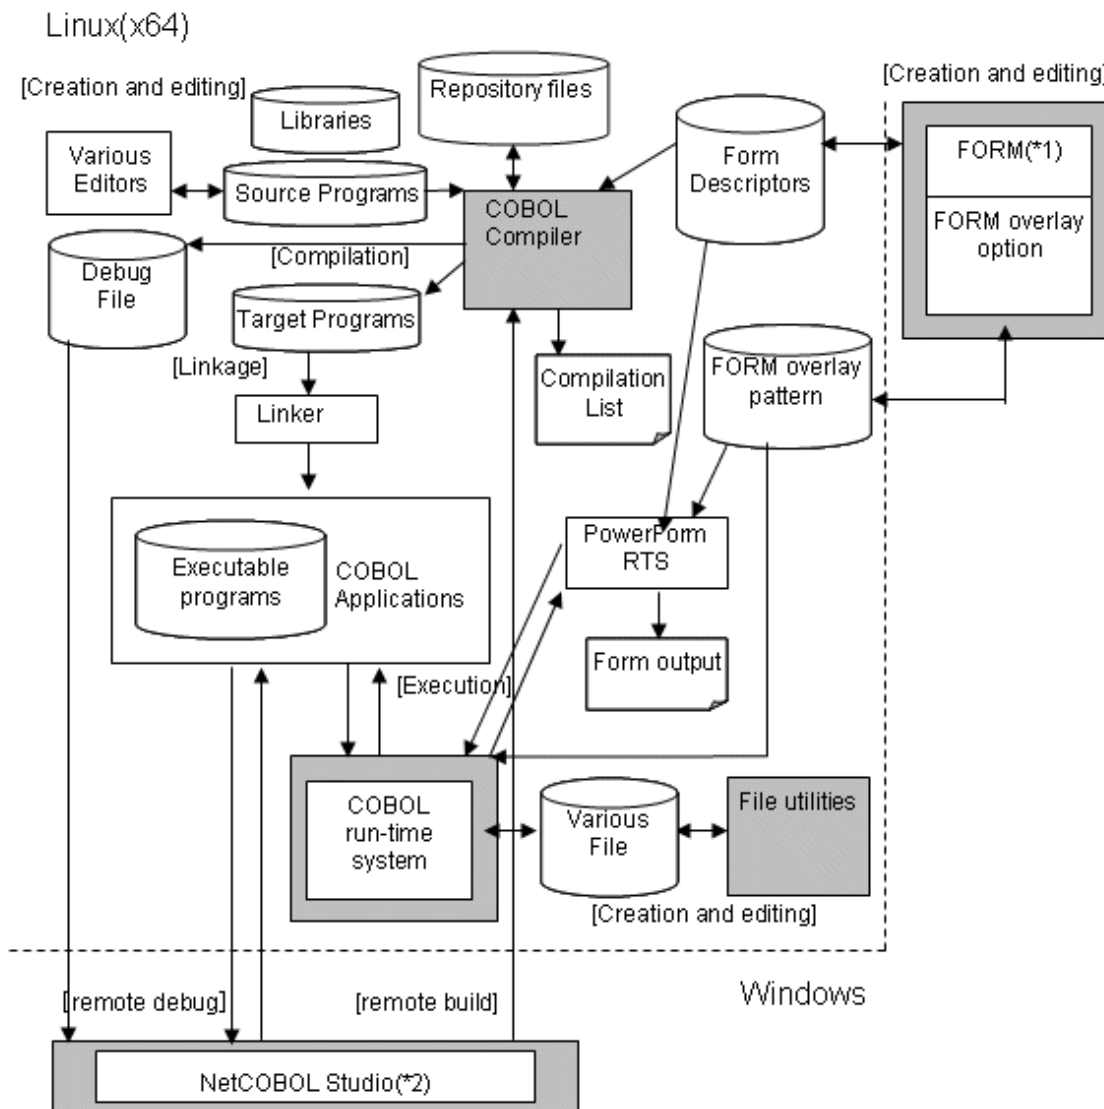 Linux(x64)
[Creation and editing]
Libraries
Repository files
[Creation and editing]
Various
Editors
Source Programs
COBOL
Compiler
Form
Descriptors
FORM(*1)
FORM overlay
option
Debug
File
[Compilation]
Target Programs
[Linkage]
Linker
Compilation
List
FORM overlay
pattern
Executable
programs
COBOL
Applications
PowerPorm
RTS
Form output
[Execution]
COBOL
run-time
system
Various
File
File utilities
[Creation and editing]
[remote debug]
[remote build]
Windows
NetCOBOL Studio(*2)